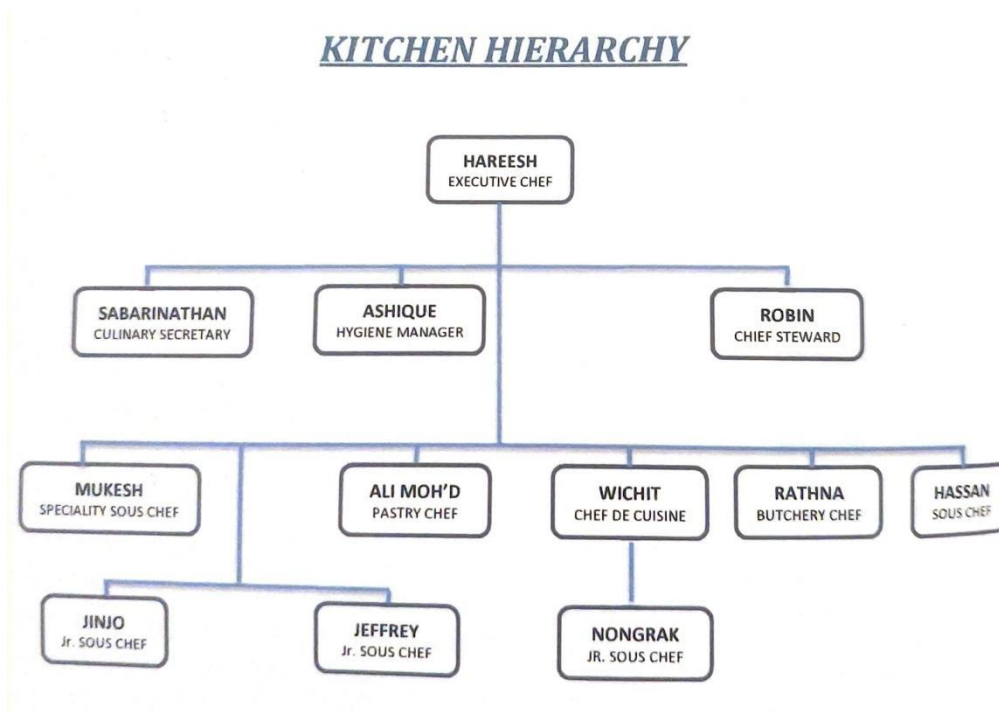 KITCHEN HIERARCHY
HAREESH
EXECUTIVE CHEF
SABARINATHAN
CULINARY SECRETARY
ASHIQUE
HYGIENE MANAGER
ROBIN
CHIEF STEWARD
MUKESH
SPECIALITY SOUS CHEF
ALI MOH'D
PASTRY CHEF
WICHIT
CHEF DE CUISINE
RATHNA
BUTCHERY CHEF
HASSAN
SOUS CHEF
JINJO
Jr. SOUS CHEF
JEFFREY
Jr. SOUS CHEF
NONGRAK
JR. SOUS CHEF